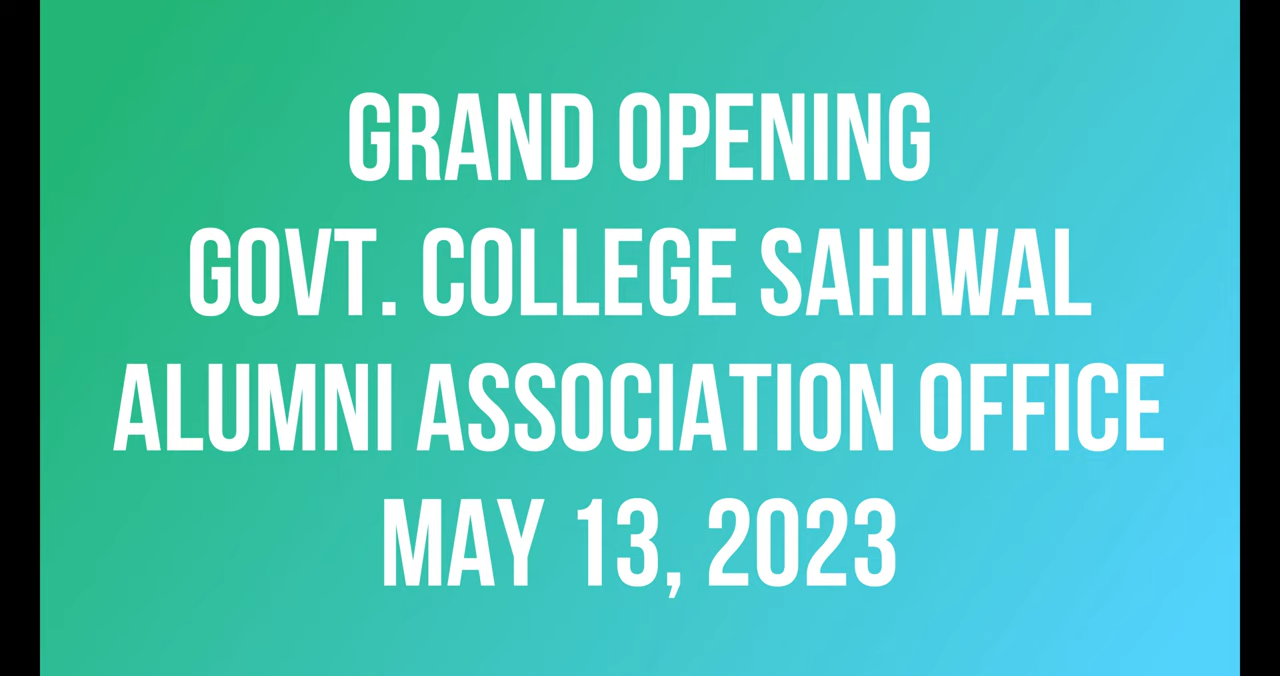 GRAND OPENING
GOVT. COLLEGE SAHIWAL
ALUMNI ASSOCIATION OFFICE
MAY 13, 2023